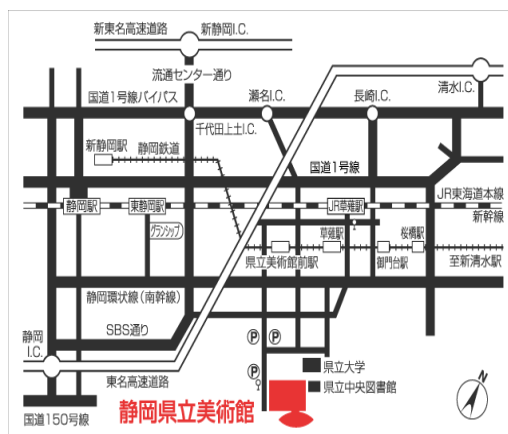 新東名高速道路
新静岡I.C.
流通センター通り
清水I.C.
国道1号線バイパス
瀬名I.C.
長崎I.C.
千代田上土I.C.
新静岡駅
静岡鉄道
国道1号線
JR東海道本線
静岡駅
東静岡駅
JR草薙駅
新幹線
グランシップ
県立美術館前駅
草薙駅
桜橋駅
御門台駅
至新清水駅
静岡環状線(南幹線)
SBS通り
静岡
I.C.
P
P
P
県立大学
東名高速道路
県立中央図書館
静岡県立美術館
国道150号線
N